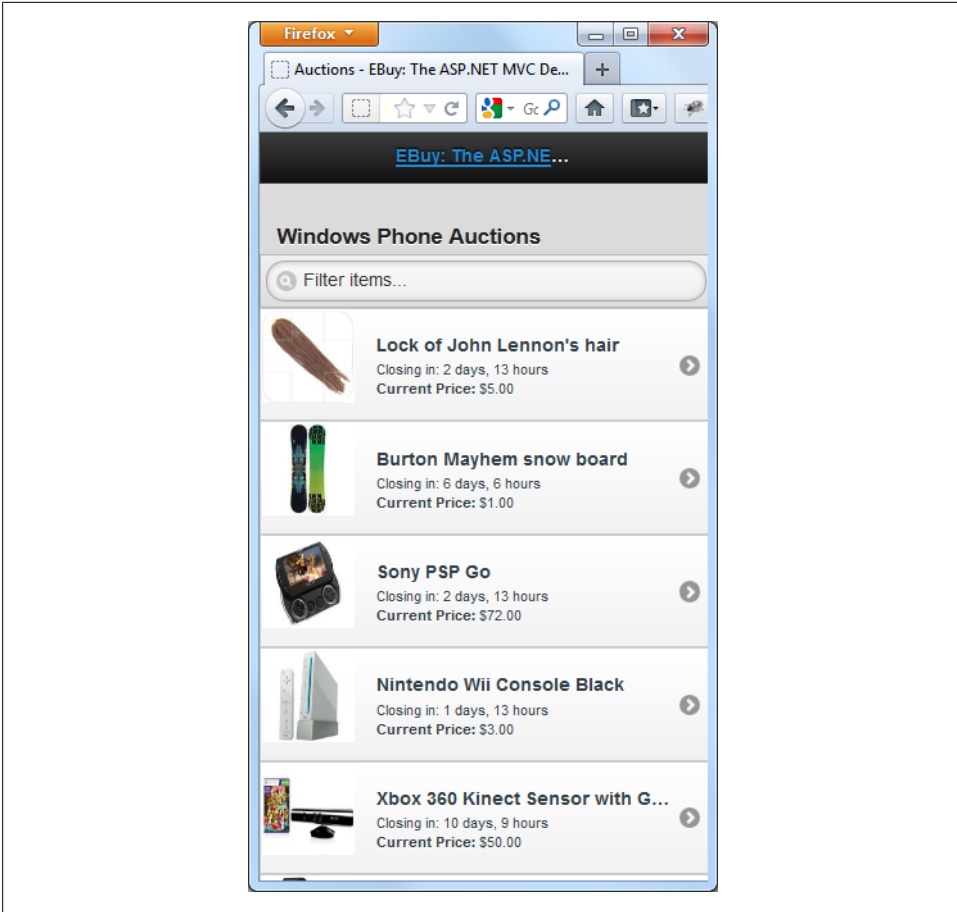 Firefox
Auctions - EBuy: The ASP.NET MVC De...
Gc
EBuy: The ASP.NE...
Windows Phone Auctions
Filter items...
Lock of John Lennon's hair
Closing in: 2 days, 13 hours
Current Price: $5.00
Burton Mayhem snow board
Closing in: 6 days, 6 hours
Current Price: $1.00
Sony PSP Go
Closing in: 2 days, 13 hours
Current Price: $72.00
Nintendo Wii Console Black
Closing in: 1 days, 13 hours
Current Price: $3.00
Xbox 360 Kinect Sensor with G...
Closing in: 10 days, 9 hours
Current Price: $50.00